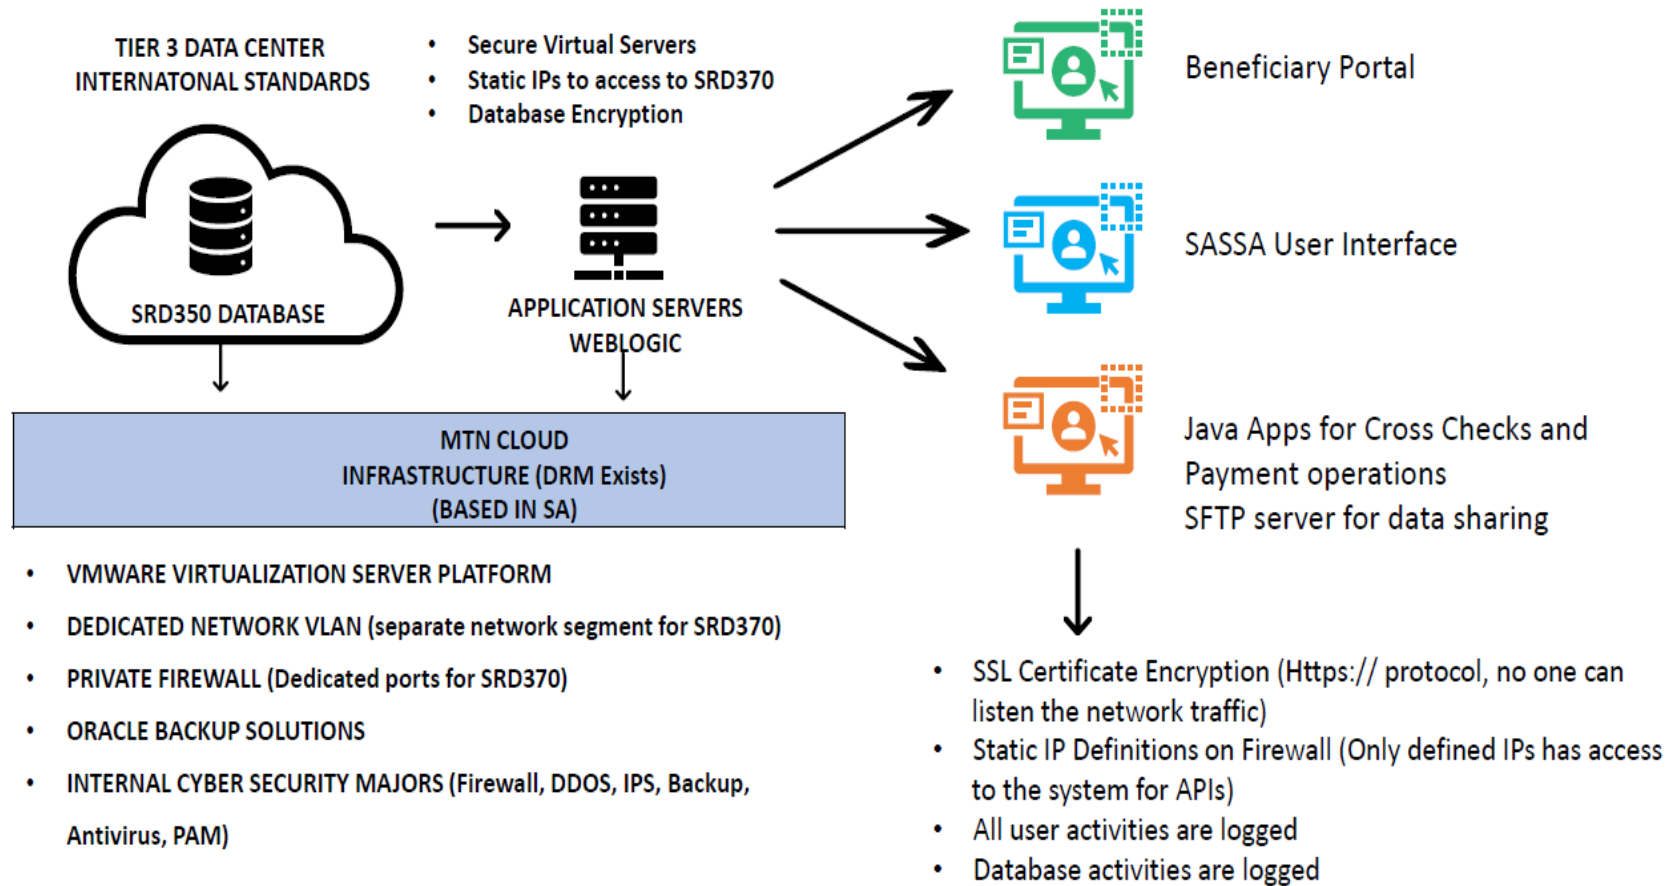 TIER 3 DATA CENTER
INTERNATONAL STANDARDS
• Secure Virtual Servers
• Static IPs to access to SRD370
• Database Encryption
SRD350 DATABASE
APPLICATION SERVERS
WEBLOGIC
Beneficiary Portal
SASSA User Interface
Java Apps for Cross Checks and
Payment operations
SFTP server for data sharing
MTN CLOUD
INFRASTRUCTURE (DRM Exists)
(BASED IN SA)
• VMWARE VIRTUALIZATION SERVER PLATFORM
• DEDICATED NETWORK VLAN (separate network segment for SRD370)
• PRIVATE FIREWALL (Dedicated ports for SRD370)
• ORACLE BACKUP SOLUTIONS
• INTERNAL CYBER SECURITY MAJORS (Firewall, DDOS, IPS, Backup,
Antivirus, PAM)
• SSL Certificate Encryption (Https:// protocol, no one can
listen the network traffic)
• Static IP Definitions on Firewall (Only defined IPs has access
to the system for APIs)
• All user activities are logged
• Database activities are logged